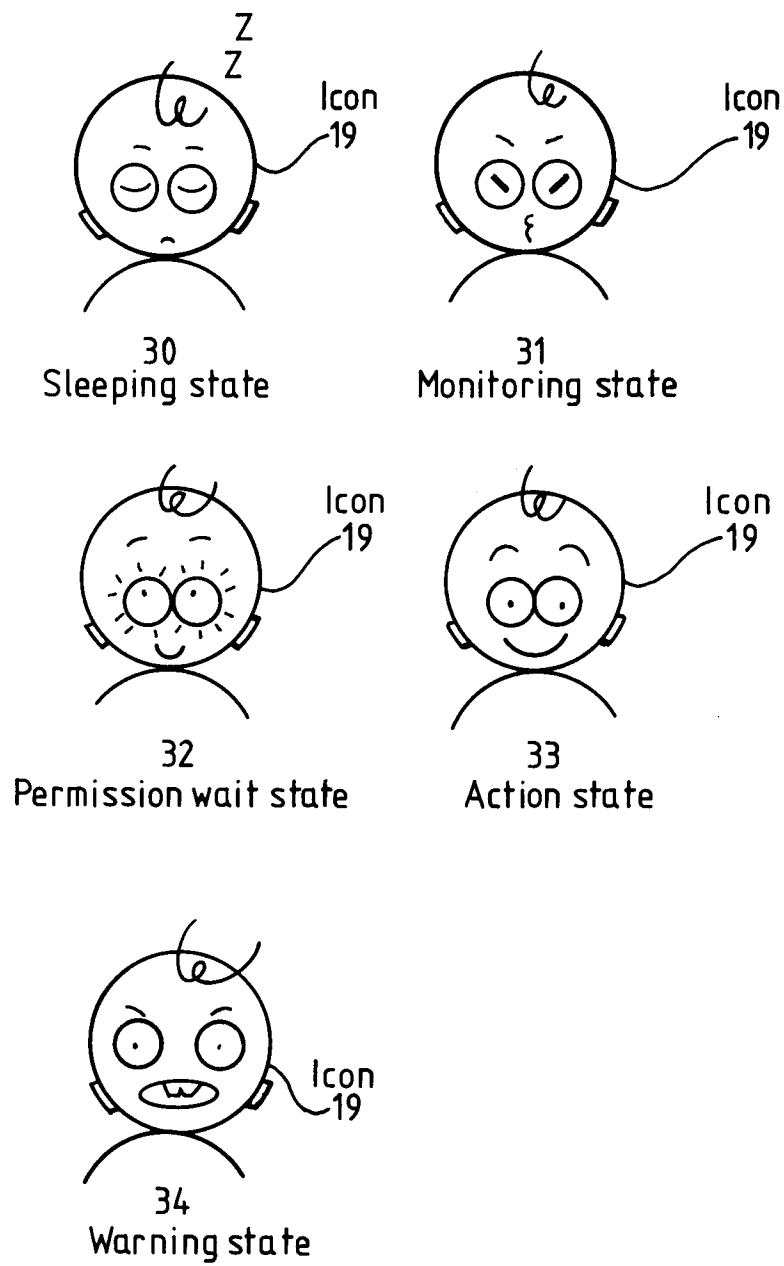 Z
Z
Icon
19
Icon
19
30
Sleeping state
31
Monitoring state
Icon
19
Icon
19
32
Permission wait state
33
Action state
Icon
19
34
Warning state